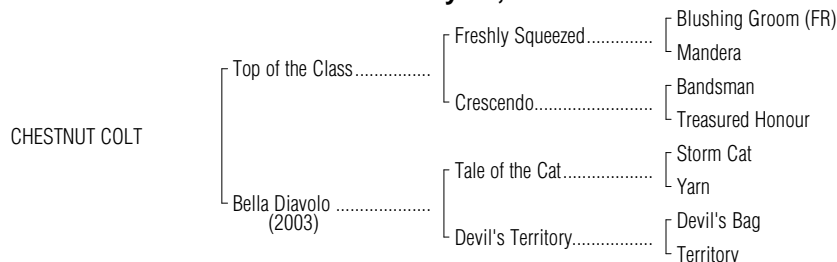 Blushing Groom (FR)
Freshly Squeezed
Mandera
Top of the Class
Bandsman
Crescendo
Treasured Honour
CHESTNUT COLT
Storm Cat
Tale of the Cat
Yarn
Bella Diavolo
(2003)
Devil's Bag
Devil's Territory
Territory